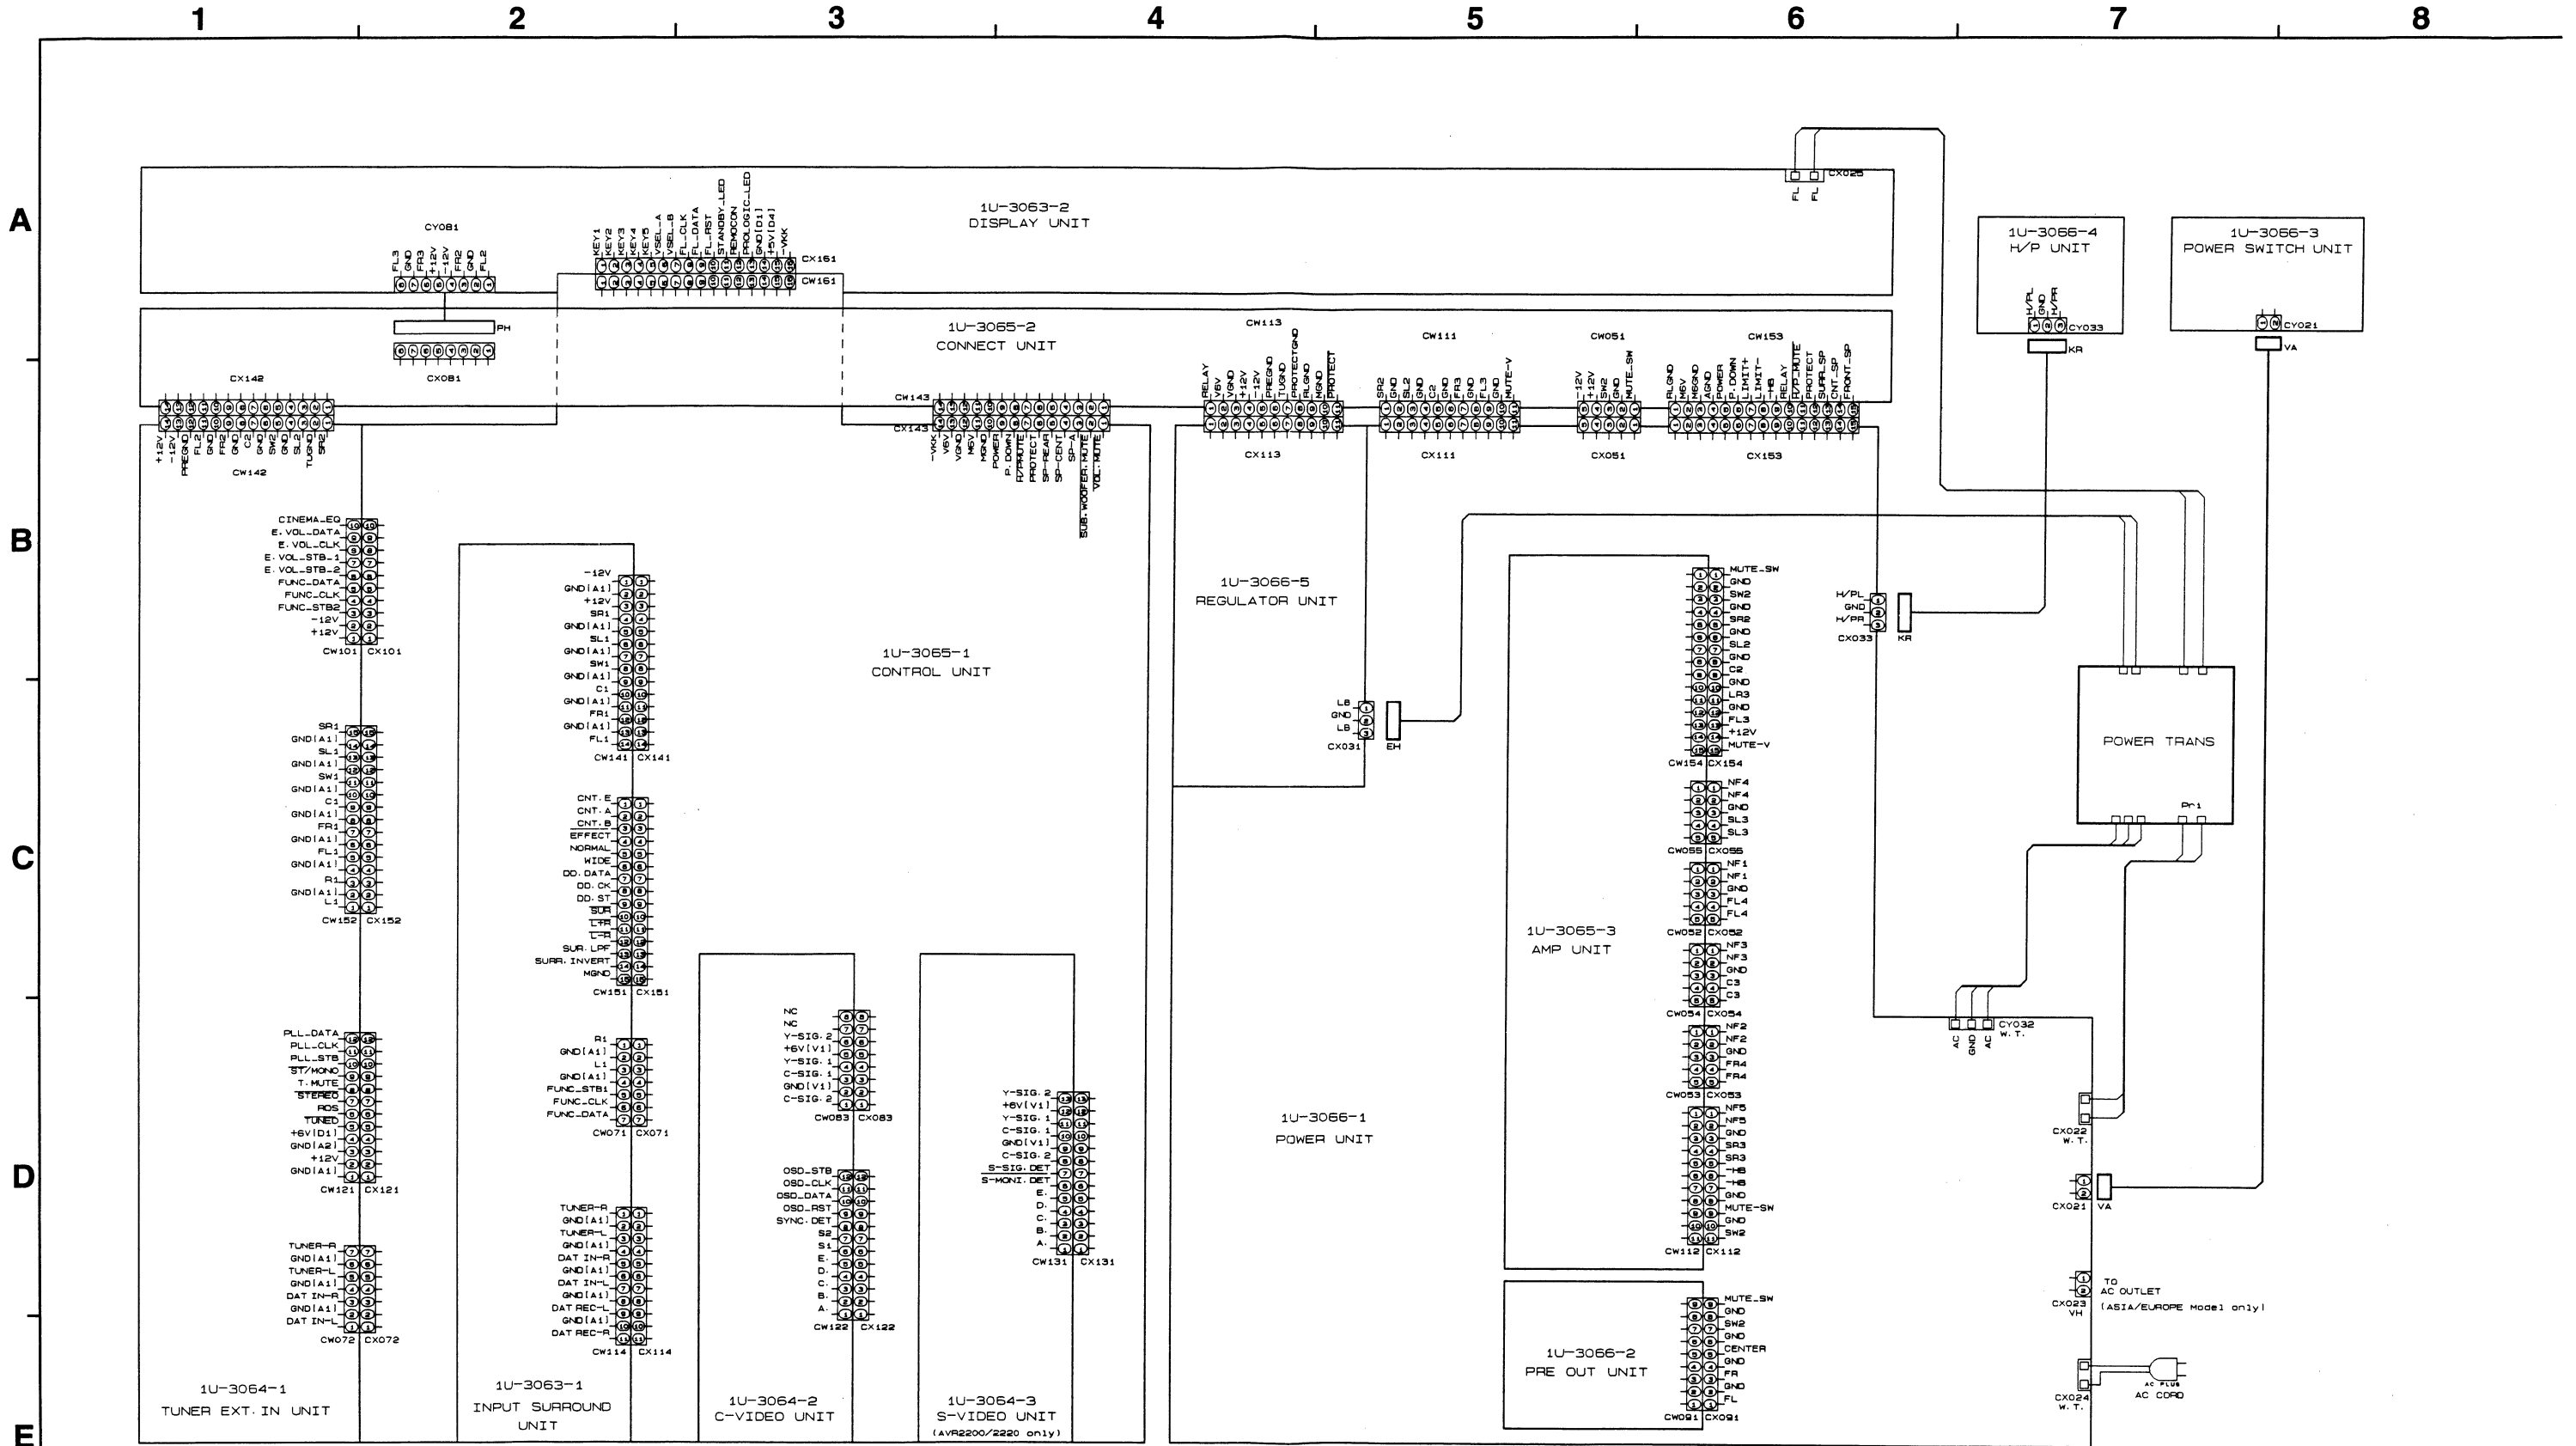 1 2 3 4 5 6 7 8
A
B
C
D
E
1U-3063-2
DISPLAY UNIT
CX025
FL
FL
CY081
FL3
GND
FR3
+12V
-12V
FR2
GND
FL2
KEY1
KEY2
KEY3
KEY4
KEY5
VSEL_A
VSEL_B
FL_CLK
FL_DATA
FL_RST
STANDBY_LED
REMOCON
PROLOGIC_LED
GND[D1]
+5V[D4]
-VKK
CX161
CW161
1U-3066-4
H/P UNIT
H/PL
GND
H/PR
CY033
KR
1U-3066-3
POWER SWITCH UNIT
CY021
VA
PH
CX081
1U-3065-2
CONNECT UNIT
CX142
+12V
-12V
PREGND
FL2
GND
FR2
GND
C2
GND
SW2
GND
SL2
TUGND
SR2
CW142
CW143
CX143
-VKK
V6V
VGND
M6V
MGND
POWER
P.DOWN
R/PMUTE
PROTECT
SP-REAR
SP-CENT
SP-A
SUB.WOOFER.MUTE
VOL.MUTE
CW113
RELAY
V6V
VGND
+12V
-12V
PREGND
TUGND
PROTECTGND
RLGND
MGND
PROTECT
CX113
CW111
SR2
GND
SL2
GND
C2
GND
FR3
GND
FL3
GND
MUTE-V
CX111
CW051
-12V
+12V
SW2
GND
MUTE_SW
CX051
CW153
RLGND
M6V
M6GND
AGND
POWER
P.DOWN
LIMIT+
LIMIT-
-HB
RELAY
R/P_MUTE
PROTECT
SURR_SP
CNT_SP
FRONT_SP
CX153
CINEMA_EQ
E.VOL_DATA
E.VOL_CLK
E.VOL_STB_1
E.VOL_STB_2
FUNC_DATA
FUNC_CLK
FUNC_STB2
-12V
+12V
CW101 CX101
SR1
GND[A1]
SL1
GND[A1]
SW1
GND[A1]
C1
GND[A1]
FR1
GND[A1]
FL1
GND[A1]
R1
GND[A1]
L1
CW152 CX152
PLL_DATA
PLL_CLK
PLL_STB
ST/MONO
T.MUTE
STEREO
RDS
TUNED
+6V[D1]
GND[A2]
+12V
GND[A1]
CW121 CX121
TUNER-R
GND[A1]
TUNER-L
GND[A1]
DAT IN-R
GND[A1]
DAT IN-L
CW072 CX072
1U-3064-1
TUNER EXT.IN UNIT
-12V
GND[A1]
+12V
SR1
GND[A1]
SL1
GND[A1]
SW1
GND[A1]
C1
GND[A1]
FR1
GND[A1]
FL1
CW141 CX141
CNT.E
CNT.A
CNT.B
EFFECT
NORMAL
WIDE
DD.DATA
DD.CK
DD.ST
SUR
L+R
L-R
SUR.LPF
SURR.INVERT
MGND
CW151 CX151
R1
GND[A1]
L1
GND[A1]
FUNC_STB1
FUNC_CLK
FUNC_DATA
CW071 CX071
TUNER-R
GND[A1]
TUNER-L
GND[A1]
DAT IN-R
GND[A1]
DAT IN-L
GND[A1]
DAT REC-L
GND[A1]
DAT REC-R
CW114 CX114
1U-3063-1
INPUT SURROUND
UNIT
1U-3065-1
CONTROL UNIT
NC
NC
Y-SIG.2
+6V[V1]
Y-SIG.1
C-SIG.1
GND[V1]
C-SIG.2
CW083 CX083
OSD_STB
OSD_CLK
OSD_DATA
OSD_RST
SYNC.DET
S2
S1
E.
D.
C.
B.
A.
CW122 CX122
1U-3064-2
C-VIDEO UNIT
Y-SIG.2
+6V[V1]
Y-SIG.1
C-SIG.1
GND[V1]
C-SIG.2
S-SIG.DET
S-MONI.DET
E.
D.
C.
B.
A.
CW131 CX131
1U-3064-3
S-VIDEO UNIT
(AVR2200/2220 only)
1U-3066-5
REGULATOR UNIT
LB
GND
LB
CX031
EH
1U-3066-1
POWER UNIT
1U-3065-3
AMP UNIT
MUTE_SW
GND
SW2
GND
SR2
GND
SL2
GND
C2
GND
LR3
GND
FL3
+12V
MUTE-V
CW154 CX154
NF4
NF4
GND
SL3
SL3
CW055 CX055
NF1
NF1
GND
FL4
FL4
CW052 CX052
NF3
NF3
GND
C3
C3
CW054 CX054
NF2
NF2
GND
FR4
FR4
CW053 CX053
NF5
NF5
GND
SR3
SR3
-HB
-HB
GND
MUTE-SW
GND
SW2
CW112 CX112
1U-3066-2
PRE OUT UNIT
MUTE_SW
GND
SW2
GND
CENTER
GND
FR
GND
FL
CW091 CX091
H/PL
GND
H/PR
CX033
KR
POWER TRANS
Pr1
AC
GND
AC
CY032
W.T.
CX022
W.T.
CX021
VA
CX023
VH
TO
AC OUTLET
(ASIA/EUROPE Model only)
CX024
W.T.
AC PLUG
AC CORD